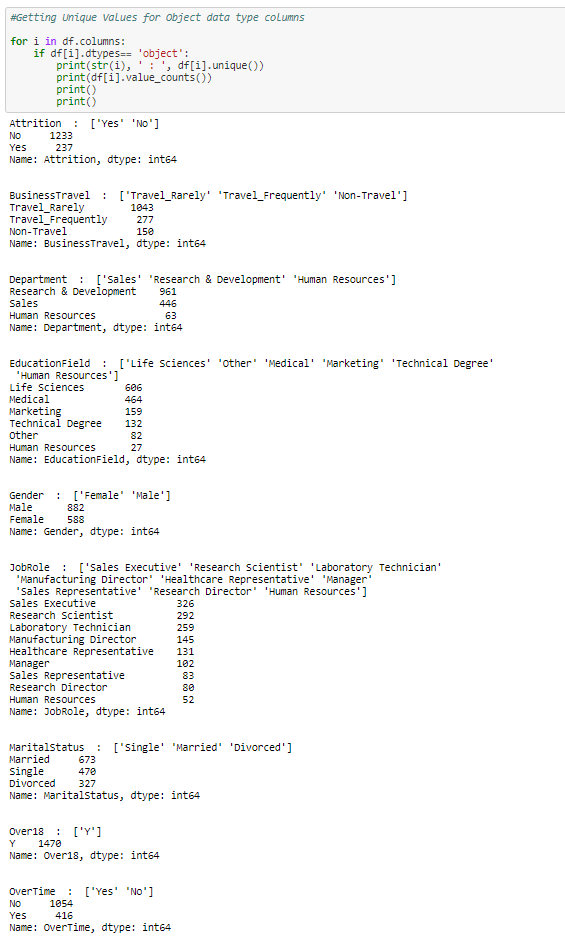 #Getting Unique Values for Object data type columns
for i in df.columns:
    if df[i].dtypes== 'object':
        print(str(i), ' : ', df[i].unique())
        print(df[i].value_counts())
        print()
        print()
Attrition  :  ['Yes' 'No']
No     1233
Yes     237
Name: Attrition, dtype: int64
BusinessTravel  :  ['Travel_Rarely' 'Travel_Frequently' 'Non-Travel']
Travel_Rarely        1043
Travel_Frequently     277
Non-Travel            150
Name: BusinessTravel, dtype: int64
Department  :  ['Sales' 'Research & Development' 'Human Resources']
Research & Development    961
Sales                     446
Human Resources            63
Name: Department, dtype: int64
EducationField  :  ['Life Sciences' 'Other' 'Medical' 'Marketing' 'Technical Degree'
 'Human Resources']
Life Sciences       606
Medical             464
Marketing           159
Technical Degree    132
Other                82
Human Resources      27
Name: EducationField, dtype: int64
Gender  :  ['Female' 'Male']
Male      882
Female    588
Name: Gender, dtype: int64
JobRole  :  ['Sales Executive' 'Research Scientist' 'Laboratory Technician'
 'Manufacturing Director' 'Healthcare Representative' 'Manager'
 'Sales Representative' 'Research Director' 'Human Resources']
Sales Executive              326
Research Scientist           292
Laboratory Technician        259
Manufacturing Director       145
Healthcare Representative    131
Manager                      102
Sales Representative          83
Research Director             80
Human Resources               52
Name: JobRole, dtype: int64
MaritalStatus  :  ['Single' 'Married' 'Divorced']
Married     673
Single      470
Divorced    327
Name: MaritalStatus, dtype: int64
Over18  :  ['Y']
Y    1470
Name: Over18, dtype: int64
OverTime  :  ['Yes' 'No']
No     1054
Yes     416
Name: OverTime, dtype: int64